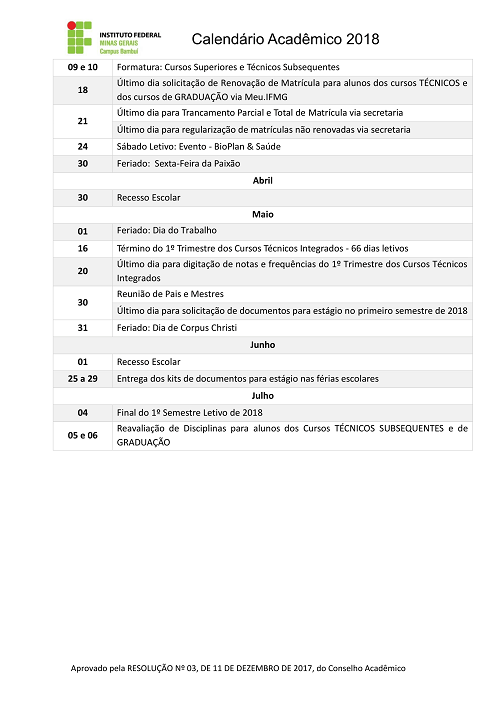 INSTITUTO FEDERAL
MINAS GERAIS
Campus Bambuí
Calendário Acadêmico 2018
09 e 10 Formatura: Cursos Superiores e Técnicos Subsequentes
18 Último dia solicitação de Renovação de Matrícula para alunos dos cursos TÉCNICOS e
dos cursos de GRADUAÇÃO via Meu.IFMG
21 Último dia para Trancamento Parcial e Total de Matrícula via secretaria
Último dia para regularização de matrículas não renovadas via secretaria
24 Sábado Letivo: Evento - BioPlan & Saúde
30 Feriado: Sexta-Feira da Paixão
Abril
30 Recesso Escolar
Maio
01 Feriado: Dia do Trabalho
16 Término do 1º Trimestre dos Cursos Técnicos Integrados - 66 dias letivos
20 Último dia para digitação de notas e frequências do 1º Trimestre dos Cursos Técnicos
Integrados
30 Reunião de Pais e Mestres
Último dia para solicitação de documentos para estágio no primeiro semestre de 2018
31 Feriado: Dia de Corpus Christi
Junho
01 Recesso Escolar
25 a 29 Entrega dos kits de documentos para estágio nas férias escolares
Julho
04 Final do 1º Semestre Letivo de 2018
05 e 06 Reavaliação de Disciplinas para alunos dos Cursos TÉCNICOS SUBSEQUENTES e de
GRADUAÇÃO
Aprovado pela RESOLUÇÃO Nº 03, DE 11 DE DEZEMBRO DE 2017, do Conselho Acadêmico